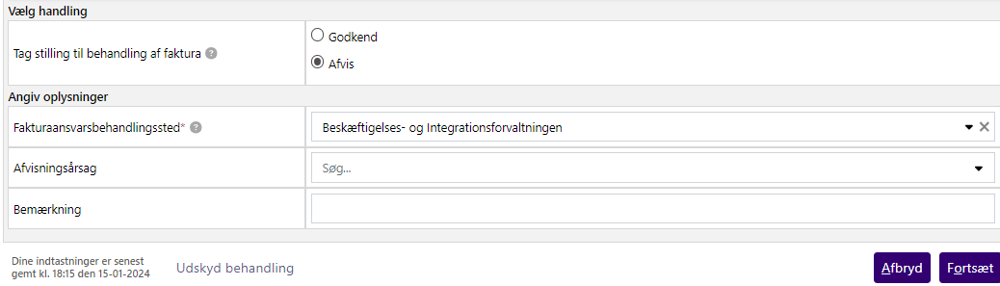 Vælg handling
Tag stilling til behandling af faktura ?
Godkend
Afvis
Angiv oplysninger
Fakturaansvarsbehandlingssted* ?
Beskæftigelses- og Integrationsforvaltningen
Afvisningsårsag
Søg...
Bemærkning
Dine indtastninger er senest
gemt kl. 18:15 den 15-01-2024
Udskyd behandling
Afbryd
Fortsæt